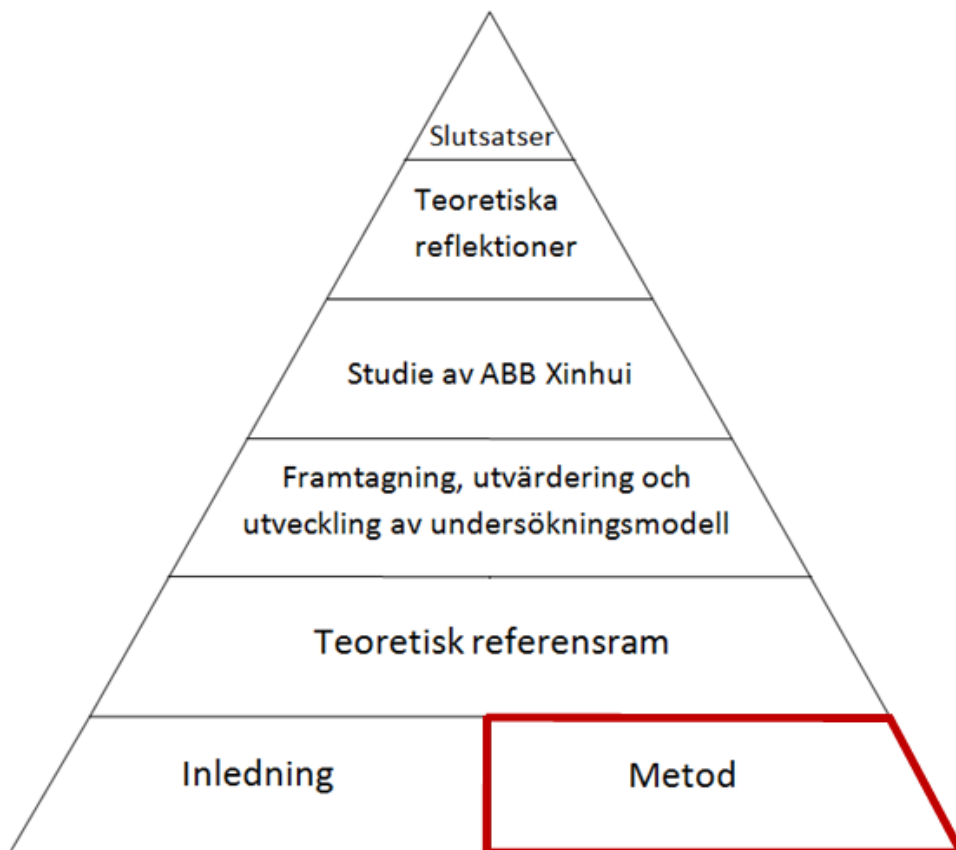 Slutsatser
Teoretiska
reflektioner
Studie av ABB Xinhui
Framtagning, utvärdering och
utveckling av undersökningsmodell
Teoretisk referensram
Inledning
Metod